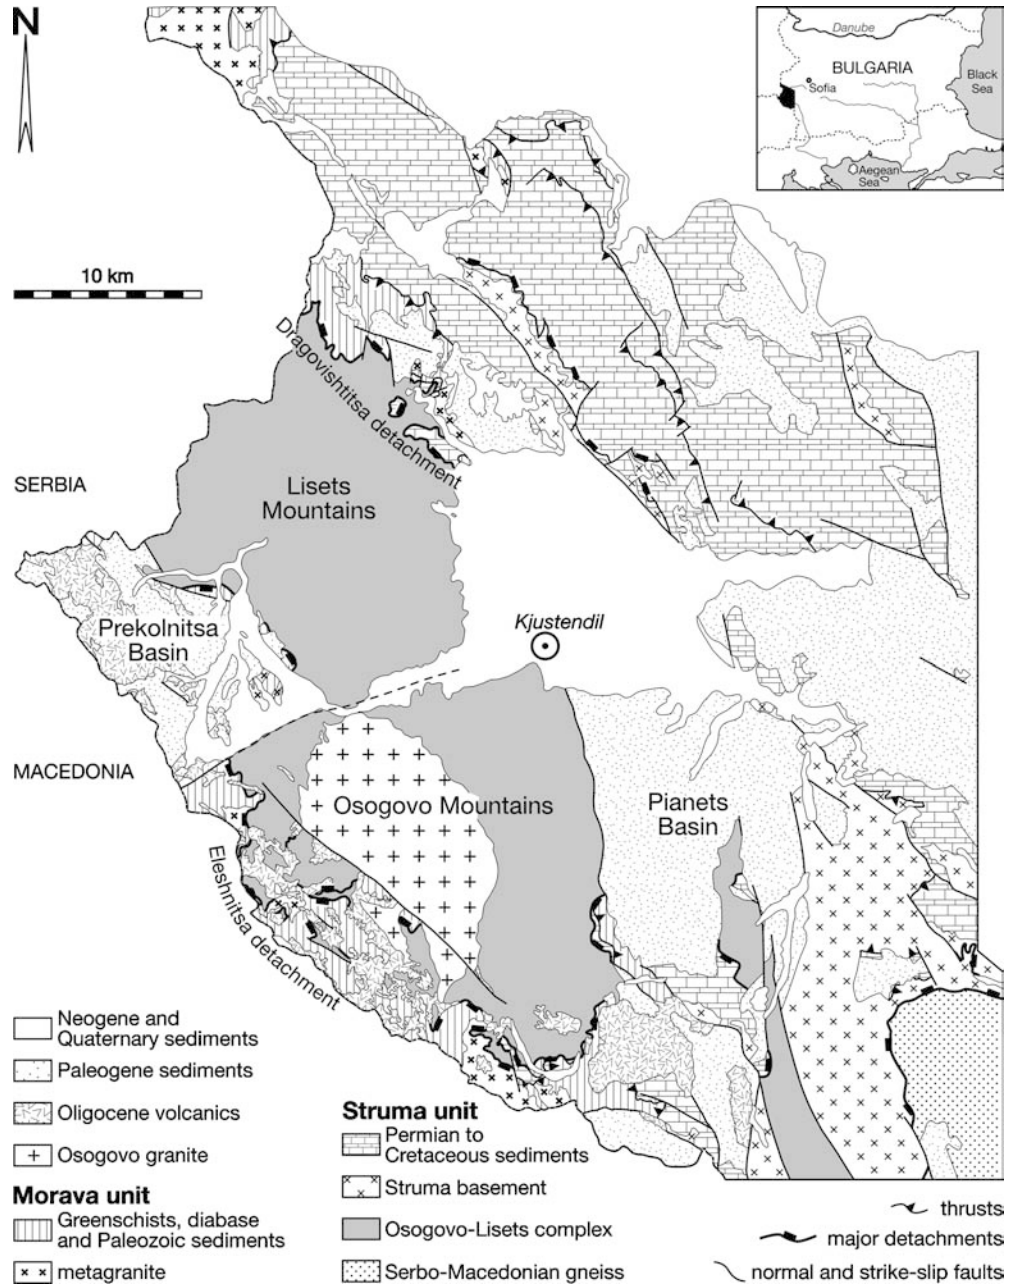 N
Danube
BULGARIA
Sofia
Black
Sea
Aegean
Sea
10 km
Dragovishtitsa detachment
SERBIA
Lisets
Mountains
Prekolnitsa
Basin
Kjustendil
MACEDONIA
Osogovo Mountains
Pianets
Basin
Eleshnitsa detachment
Neogene and
Quaternary sediments
Paleogene sediments
Oligocene volcanics
Osogovo granite
Morava unit
Greenschists, diabase
and Paleozoic sediments
metagranite
Struma unit
Permian to
Cretaceous sediments
Struma basement
Osogovo-Lisets complex
Serbo-Macedonian gneiss
thrusts
major detachments
normal and strike-slip faults